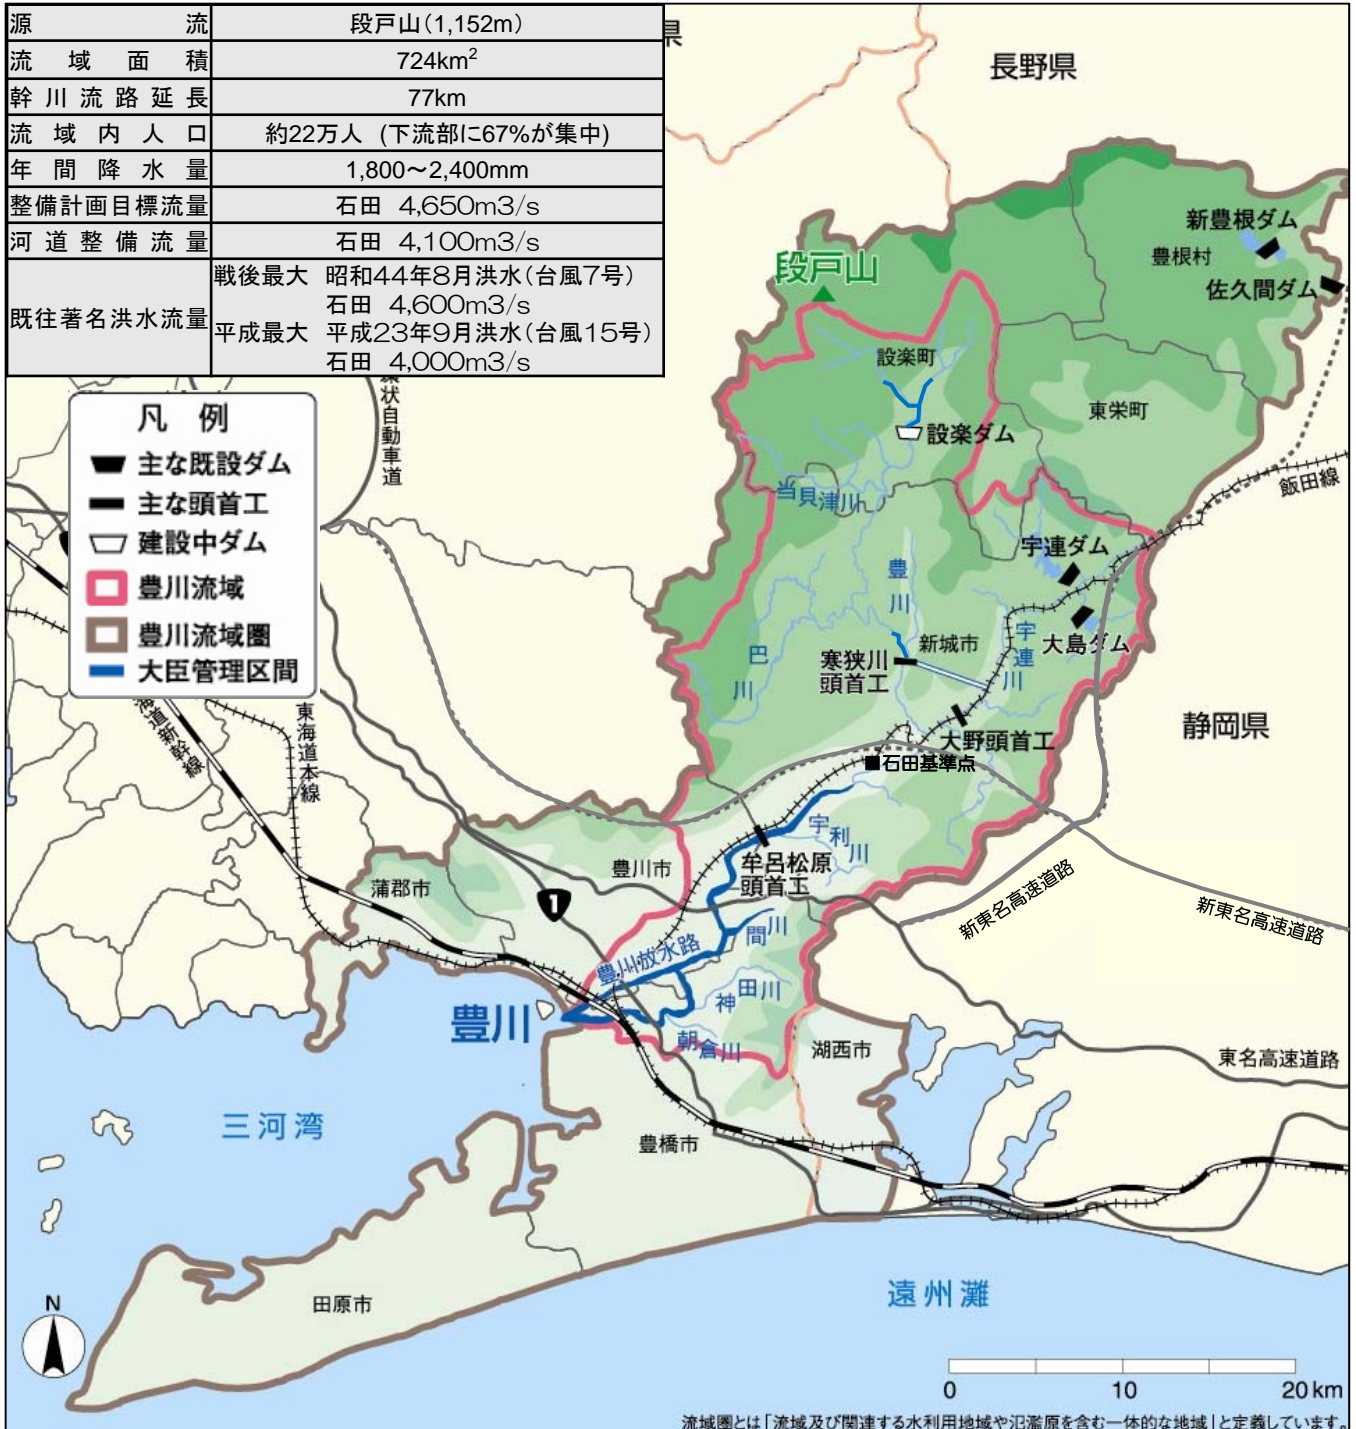 源流 段戸山（1,152m）
流域面積 724km2
幹川流路延長 77km
流域内人口 約22万人（下流部に67%が集中）
年間降水量 1,800～2,400mm
整備計画目標流量 石田 4,650m3/s
河道整備流量 石田 4,100m3/s
既往著名洪水流量
戦後最大 昭和44年8月洪水（台風7号）
石田 4,600m3/s
平成最大 平成23年9月洪水（台風15号）
石田 4,000m3/s
県
長野県
凡例
主な既設ダム
主な頭首工
建設中ダム
豊川流域
豊川流域圏
大臣管理区間
状自動車道
段戸山
新豊根ダム
豊根村
佐久間ダム
設楽町
東栄町
設楽ダム
飯田線
当貝津川
宇連ダム
豊川
大島ダム
宇連川
新城市
巴川
寒狭川
頭首工
静岡県
海道新幹線
東海道本線
大野頭首工
石田基準点
宇利川
牟呂松原
頭首工
豊川市
蒲郡市
1
新東名高速道路
新東名高速道路
間川
豊川放水路
神田川
豊川
朝倉川
湖西市
東名高速道路
三河湾
豊橋市
遠州灘
田原市
N
0 10 20km
流域圏とは「流域及び関連する水利用地域や氾濫原を含む一体的な地域」と定義しています。